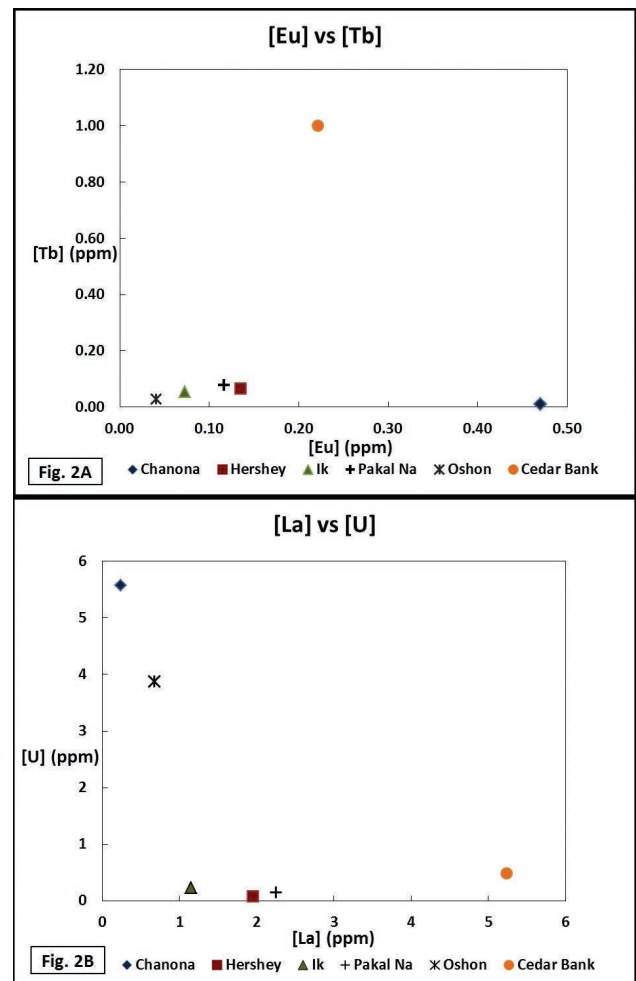 [Eu] vs [Tb]
1.20
1.00
0.80
0.60
[Tb] (ppm)
0.40
0.20
0.00
0.00 0.10 0.20 0.30 0.40 0.50
[Eu] (ppm)
Fig. 2A Chanona Hershey Ik Pakal Na Oshon Cedar Bank
[La] vs [U]
6
5
4
3
[U] (ppm)
2
1
0
0 1 2 3 4 5 6
[La] (ppm)
Fig. 2B Chanona Hershey Ik Pakal Na Oshon Cedar Bank